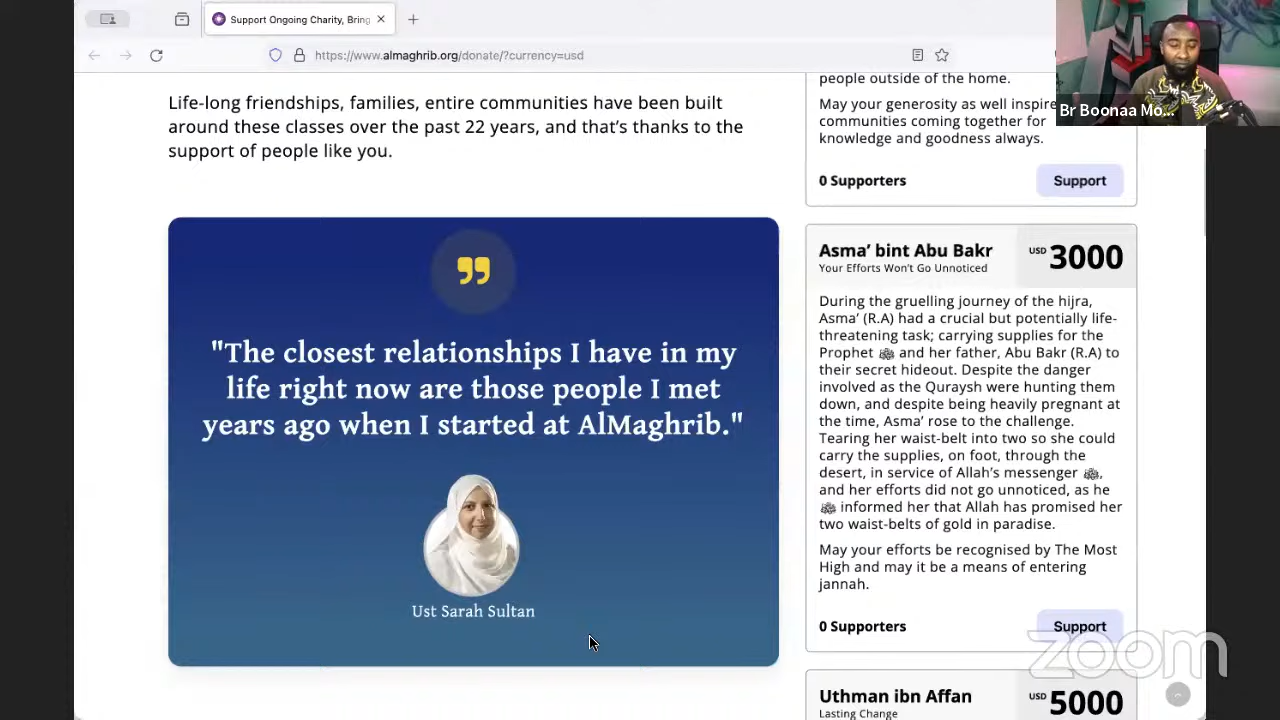 Support Ongoing Charity, Bring
https://www.almaghrib.org/donate/?currency=usd
Br Boonaa Mo...
Life-long friendships, families, entire communities have been built
around these classes over the past 22 years, and that's thanks to the
support of people like you.
"The closest relationships I have in my
life right now are those people I met
years ago when I started at AlMaghrib."
Ust Sarah Sultan
people outside of the home.
May your generosity as well inspire
communities coming together for
knowledge and goodness always.
0 Supporters
Support
Asma' bint Abu Bakr
Your Efforts Won't Go Unnoticed
USD 3000
During the gruelling journey of the hijra,
Asma' (R.A) had a crucial but potentially life-
threatening task; carrying supplies for the
Prophet ﷺ and her father, Abu Bakr (R.A) to
their secret hideout. Despite the danger
involved as the Quraysh were hunting them
down, and despite being heavily pregnant at
the time, Asma' rose to the challenge.
Tearing her waist-belt into two so she could
carry the supplies, on foot, through the
desert, in service of Allah's messenger ﷺ,
and her efforts did not go unnoticed, as he
ﷺ informed her that Allah has promised her
two waist-belts of gold in paradise.
May your efforts be recognised by The Most
High and may it be a means of entering
jannah.
0 Supporters
Support
Uthman ibn Affan
Lasting Change
USD 5000
zoom